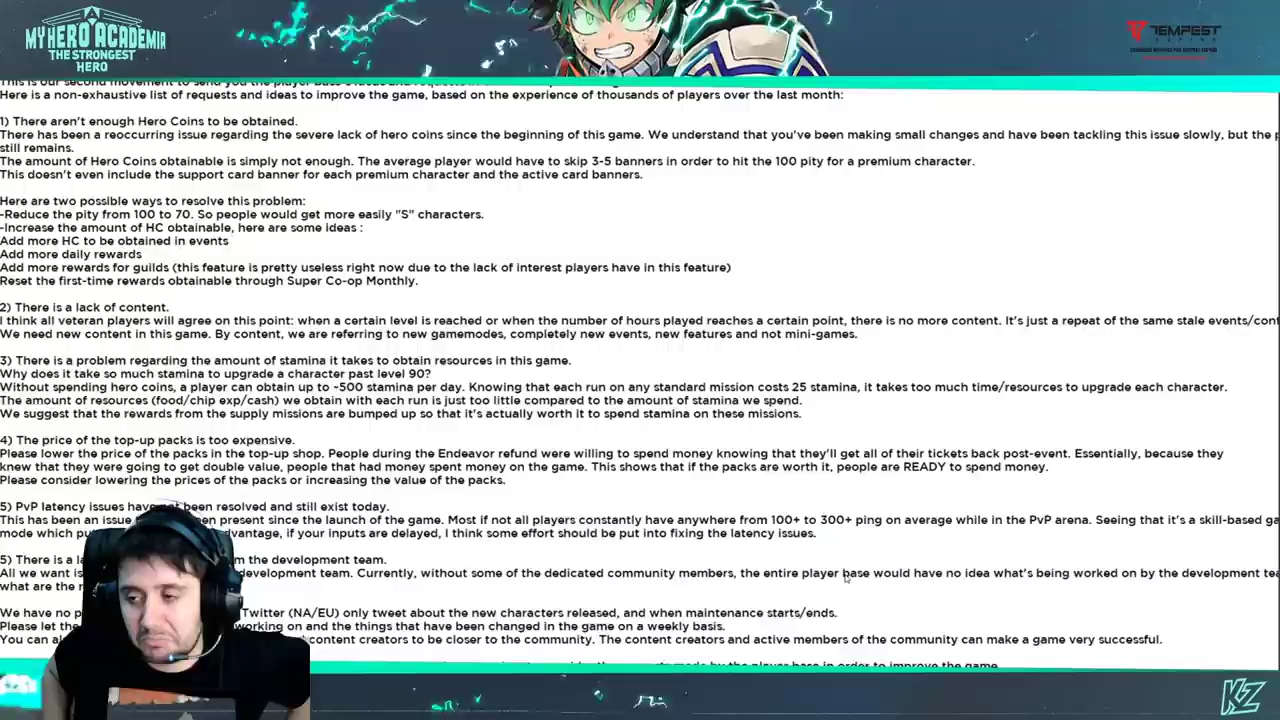 MY HERO ACADEMIA
THE STRONGEST
HERO
TEMPEST
Here is a non-exhaustive list of requests and ideas to improve the game, based on the experience of thousands of players over the last month:
1) There aren't enough Hero Coins to be obtained.
There has been a reoccurring issue regarding the severe lack of hero coins since the beginning of this game. We understand that you've been making small changes and have been tackling this issue slowly, but the p
still remains.
The amount of Hero Coins obtainable is simply not enough. The average player would have to skip 3-5 banners in order to hit the 100 pity for a premium character.
This doesn't even include the support card banner for each premium character and the active card banners.
Here are two possible ways to resolve this problem:
-Reduce the pity from 100 to 70. So people would get more easily "S" characters.
-Increase the amount of HC obtainable, here are some ideas :
Add more HC to be obtained in events
Add more daily rewards
Add more rewards for guilds (this feature is pretty useless right now due to the lack of interest players have in this feature)
Reset the first-time rewards obtainable through Super Co-op Monthly.
2) There is a lack of content.
I think all veteran players will agree on this point: when a certain level is reached or when the number of hours played reaches a certain point, there is no more content. It's just a repeat of the same stale events/cont
We need new content in this game. By content, we are referring to new gamemodes, completely new events, new features and not mini-games.
3) There is a problem regarding the amount of stamina it takes to obtain resources in this game.
Why does it take so much stamina to upgrade a character past level 90?
Without spending hero coins, a player can obtain up to ~500 stamina per day. Knowing that each run on any standard mission costs 25 stamina, it takes too much time/resources to upgrade each character.
The amount of resources (food/chip exp/cash) we obtain with each run is just too little compared to the amount of stamina we spend.
We suggest that the rewards from the supply missions are bumped up so that it's actually worth it to spend stamina on these missions.
4) The price of the top-up packs is too expensive.
Please lower the price of the packs in the top-up shop. People during the Endeavor refund were willing to spend money knowing that they'll get all of their tickets back post-event. Essentially, because they
knew that they were going to get double value, people that had money spent money on the game. This shows that if the packs are worth it, people are READY to spend money.
Please consider lowering the prices of the packs or increasing the value of the packs.
5) PvP latency issues have not been resolved and still exist today.
This has been an issue en present since the launch of the game. Most if not all players constantly have anywhere from 100+ to 300+ ping on average while in the PvP arena. Seeing that it's a skill-based ga
mode which pu dvantage, if your inputs are delayed, I think some effort should be put into fixing the latency issues.
5) There is a la m the development team.
All we want is development team. Currently, without some of the dedicated community members, the entire player base would have no idea what's being worked on by the development tea
what are the
We have no p Twitter (NA/EU) only tweet about the new characters released, and when maintenance starts/ends.
Please let the working on and the things that have been changed in the game on a weekly basis.
You can al content creators to be closer to the community. The content creators and active members of the community can make a game very successful.
made by the player base in order to improve the game.
KZ